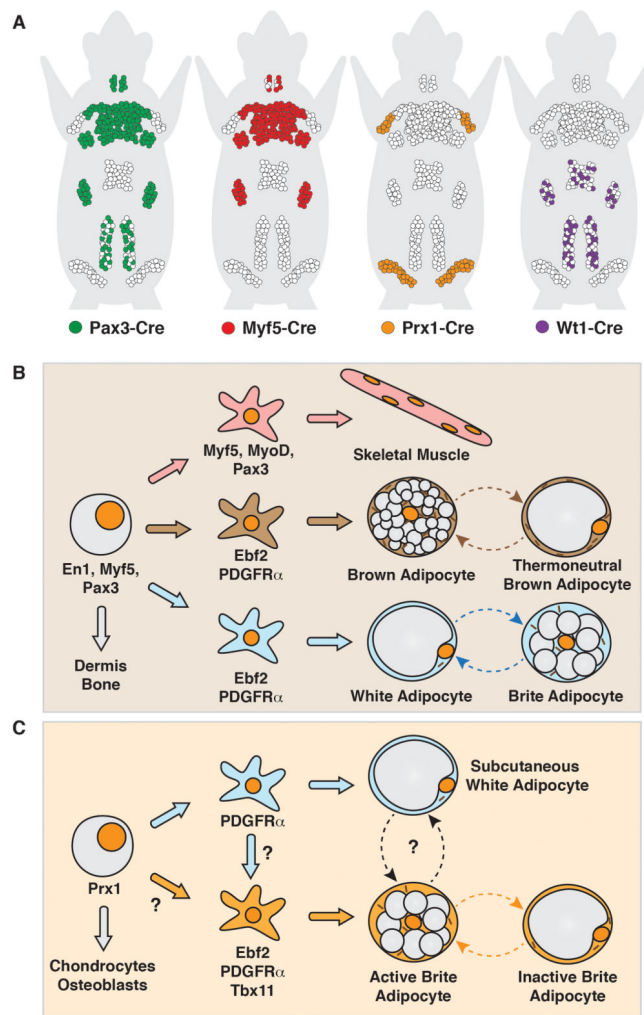 A
Pax3-Cre
Myf5-Cre
Prx1-Cre
Wt1-Cre
B
Myf5, MyoD,
Pax3
Skeletal Muscle
En1, Myf5,
Pax3
Ebf2
PDGFRα
Brown Adipocyte
Thermoneutral
Brown Adipocyte
Dermis
Bone
Ebf2
PDGFRα
White Adipocyte
Brite Adipocyte
C
PDGFRα
Subcutaneous
White Adipocyte
?
?
Prx1
?
Chondrocytes
Osteoblasts
Ebf2
PDGFRα
Tbx11
Active Brite
Adipocyte
Inactive Brite
Adipocyte